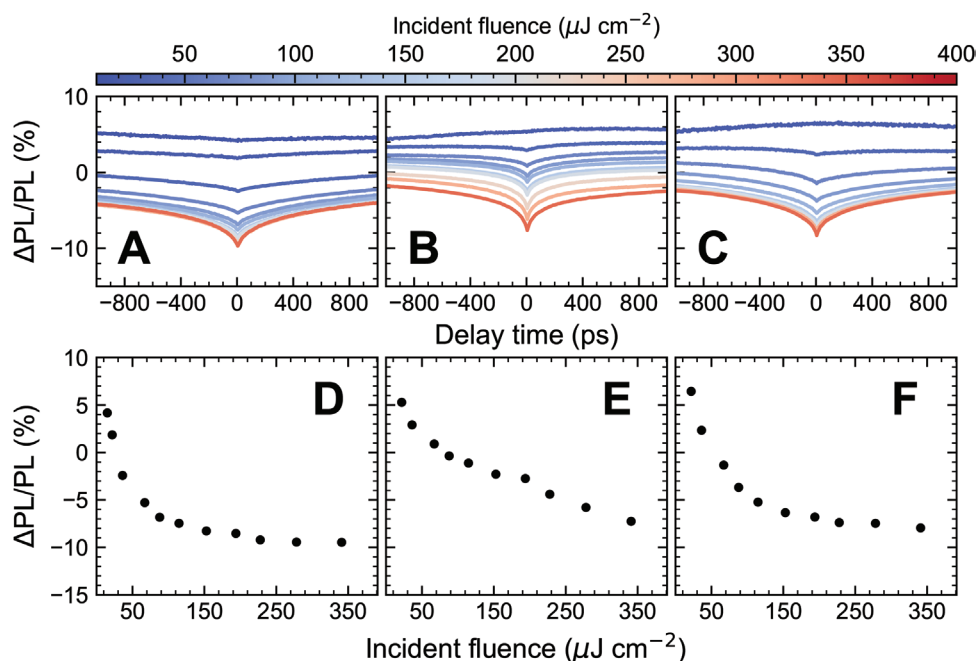 Incident fluence (μJ cm−2)
50 100 150 200 250 300 350 400
ΔPL/PL (%)
10
0
−10
A B C
−800 −400 0 400 800 −800 −400 0 400 800 −800 −400 0 400 800
Delay time (ps)
ΔPL/PL (%)
10
5
0
−5
−10
−15
D E F
50 150 250 350 50 150 250 350 50 150 250 350
Incident fluence (μJ cm−2)